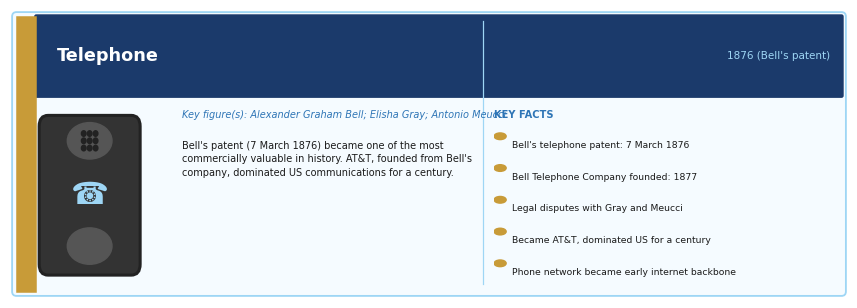 Telephone
1876 (Bell's patent)
Key figure(s): Alexander Graham Bell; Elisha Gray; Antonio Meucci
Bell's patent (7 March 1876) became one of the most
commercially valuable in history. AT&T, founded from Bell's
company, dominated US communications for a century.
KEY FACTS
Bell's telephone patent: 7 March 1876
Bell Telephone Company founded: 1877
Legal disputes with Gray and Meucci
Became AT&T, dominated US for a century
Phone network became early internet backbone